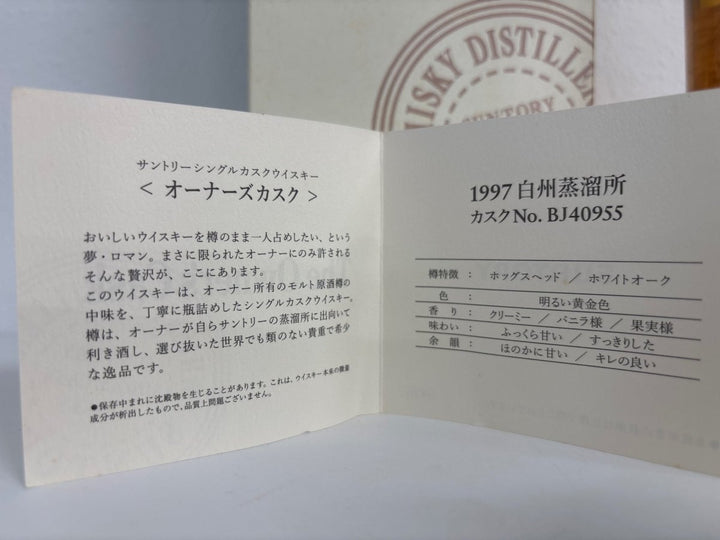 WHISKY DISTILLE
SUNTORY
サントリーシングルカスクウイスキー
< オーナーズカスク >
おいしいウイスキーを樽のまま一人占めしたい、という
夢・ロマン。まさに限られたオーナーにのみ許される
そんな贅沢が、ここにあります。
このウイスキーは、オーナー所有のモルト原酒樽の
中味を、丁寧に瓶詰めしたシングルカスクウイスキー。
樽は、オーナーが自らサントリーの蒸溜所に出向いて
利き酒し、選び抜いた世界でも類のない貴重で希少
な逸品です。
●保存中まれに沈殿物を生じることがあります。これは、ウイスキー本来の微量
成分が析出したもので、品質上問題ございません。
1997 白州蒸溜所
カスク No. BJ40955
樽特徴 : ホッグスヘッド / ホワイトオーク
色 : 明るい黄金色
香り : クリーミー / バニラ様 / 果実様
味わい : ふっくら甘い / すっきりした
余韻 : ほのかに甘い / キレの良い